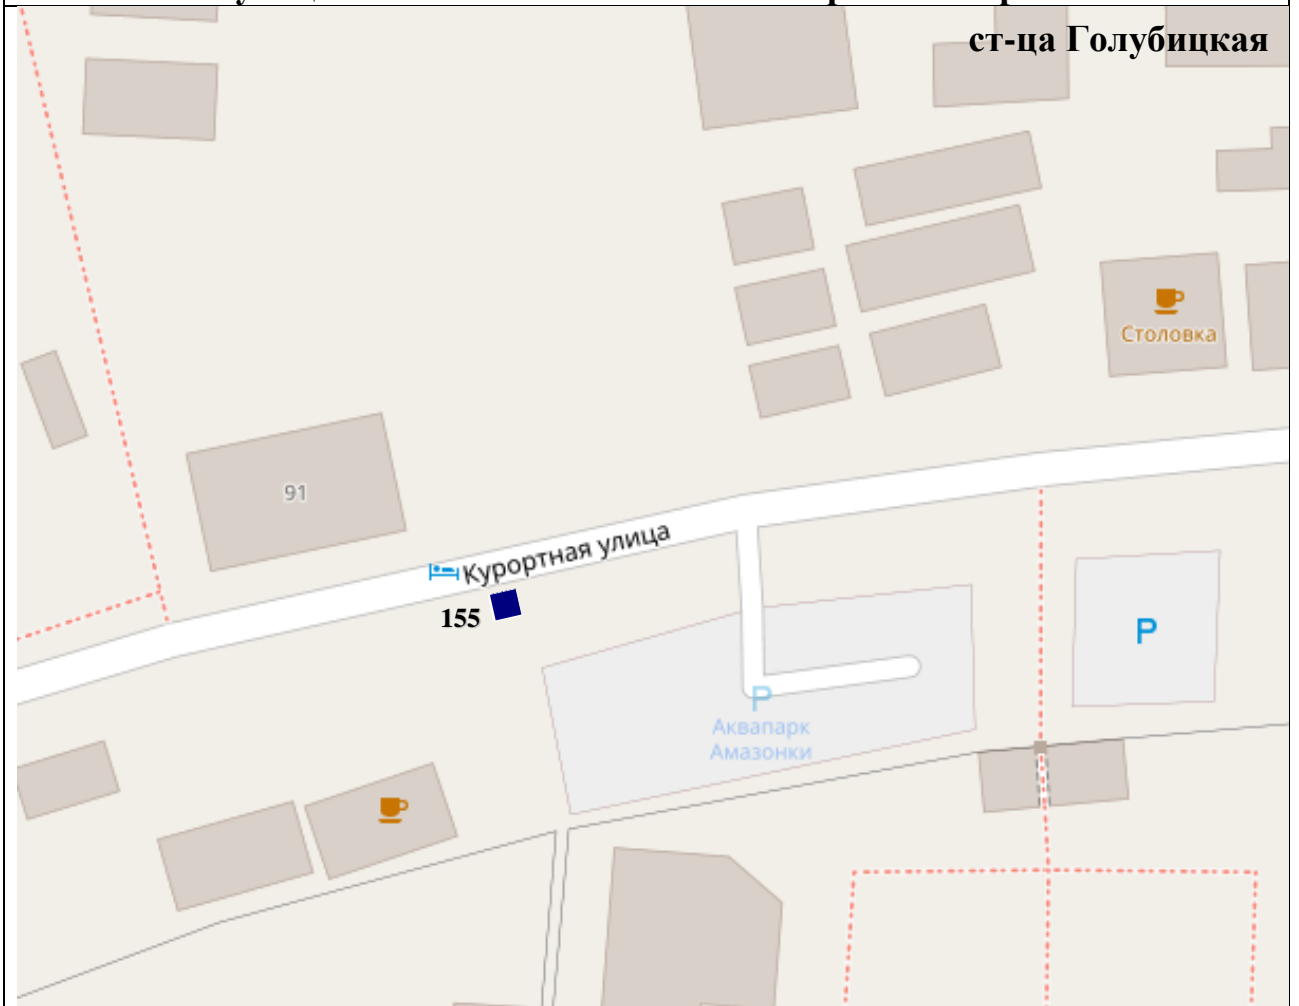 ст-ца Голубицкая
Столовка
91
Курортная улица
155
P
P
Аквапарк
Амазонки